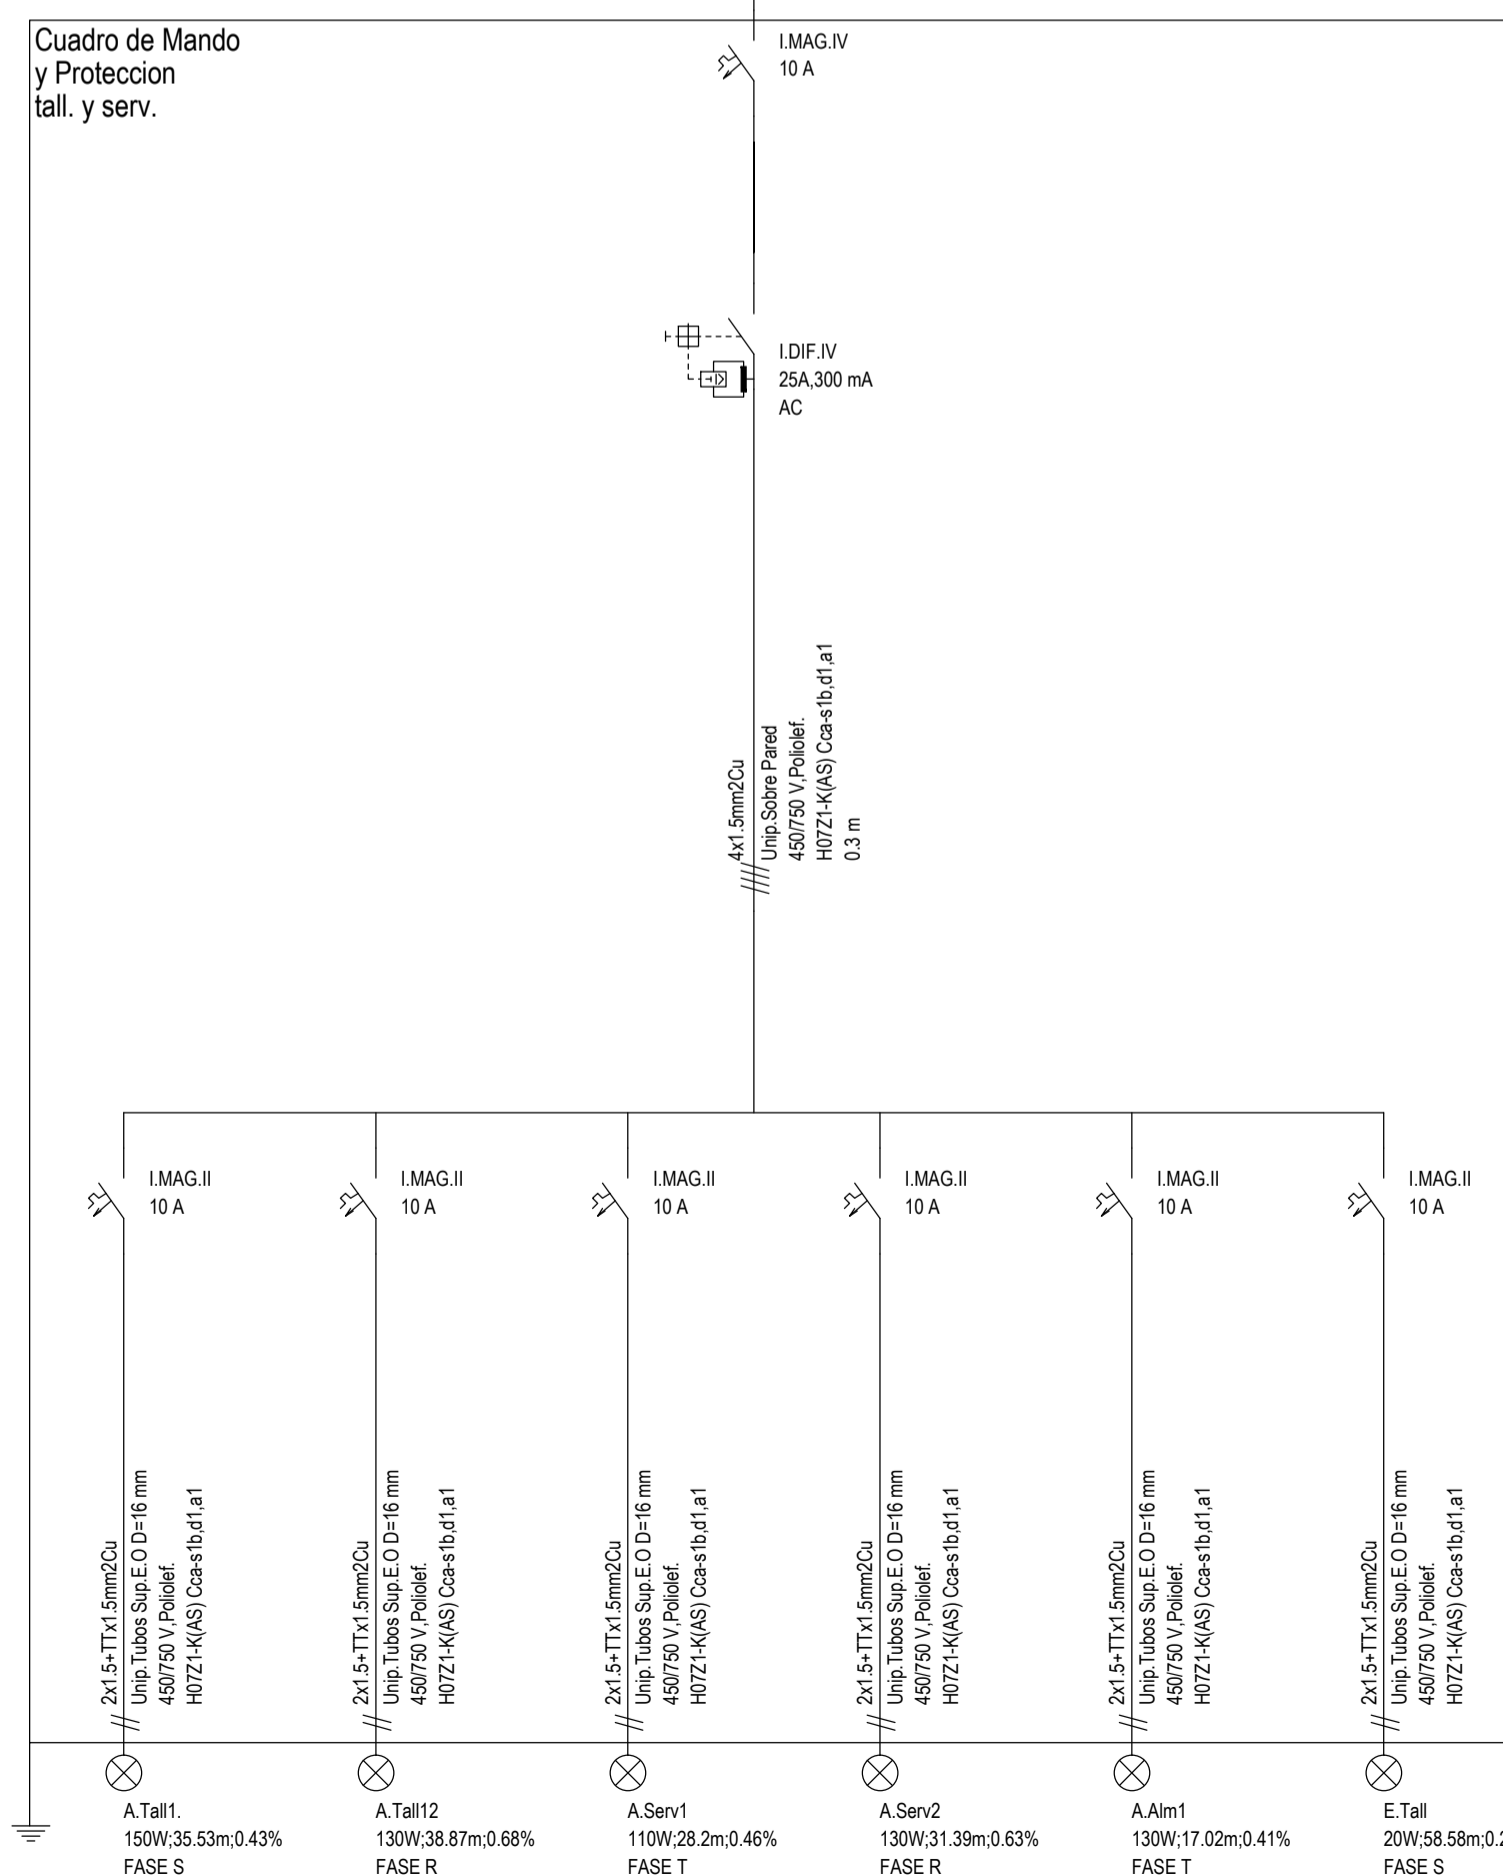 Cuadro de Mando
y Proteccion
tall. y serv.
I.MAG.IV
10 A
I.DIF.IV
25A,300 mA
AC
4x1.5mm2Cu
Unip.Sobre Pared
450/750 V,Poliolef.
H07Z1-K(AS) Cca-s1b,d1,a1
0.3 m
I.MAG.II
10 A
I.MAG.II
10 A
I.MAG.II
10 A
I.MAG.II
10 A
I.MAG.II
10 A
I.MAG.II
10 A
2x1.5+TTx1.5mm2Cu
Unip.Tubos Sup.E.O D=16 mm
450/750 V,Poliolef.
H07Z1-K(AS) Cca-s1b,d1,a1
2x1.5+TTx1.5mm2Cu
Unip.Tubos Sup.E.O D=16 mm
450/750 V,Poliolef.
H07Z1-K(AS) Cca-s1b,d1,a1
2x1.5+TTx1.5mm2Cu
Unip.Tubos Sup.E.O D=16 mm
450/750 V,Poliolef.
H07Z1-K(AS) Cca-s1b,d1,a1
2x1.5+TTx1.5mm2Cu
Unip.Tubos Sup.E.O D=16 mm
450/750 V,Poliolef.
H07Z1-K(AS) Cca-s1b,d1,a1
2x1.5+TTx1.5mm2Cu
Unip.Tubos Sup.E.O D=16 mm
450/750 V,Poliolef.
H07Z1-K(AS) Cca-s1b,d1,a1
2x1.5+TTx1.5mm2Cu
Unip.Tubos Sup.E.O D=16 mm
450/750 V,Poliolef.
H07Z1-K(AS) Cca-s1b,d1,a1
A.Tall1.
150W;35.53m;0.43%
FASE S
A.Tall12
130W;38.87m;0.68%
FASE R
A.Serv1
110W;28.2m;0.46%
FASE T
A.Serv2
130W;31.39m;0.63%
FASE R
A.Alm1
130W;17.02m;0.41%
FASE T
E.Tall
20W;58.58m;0.2
FASE S